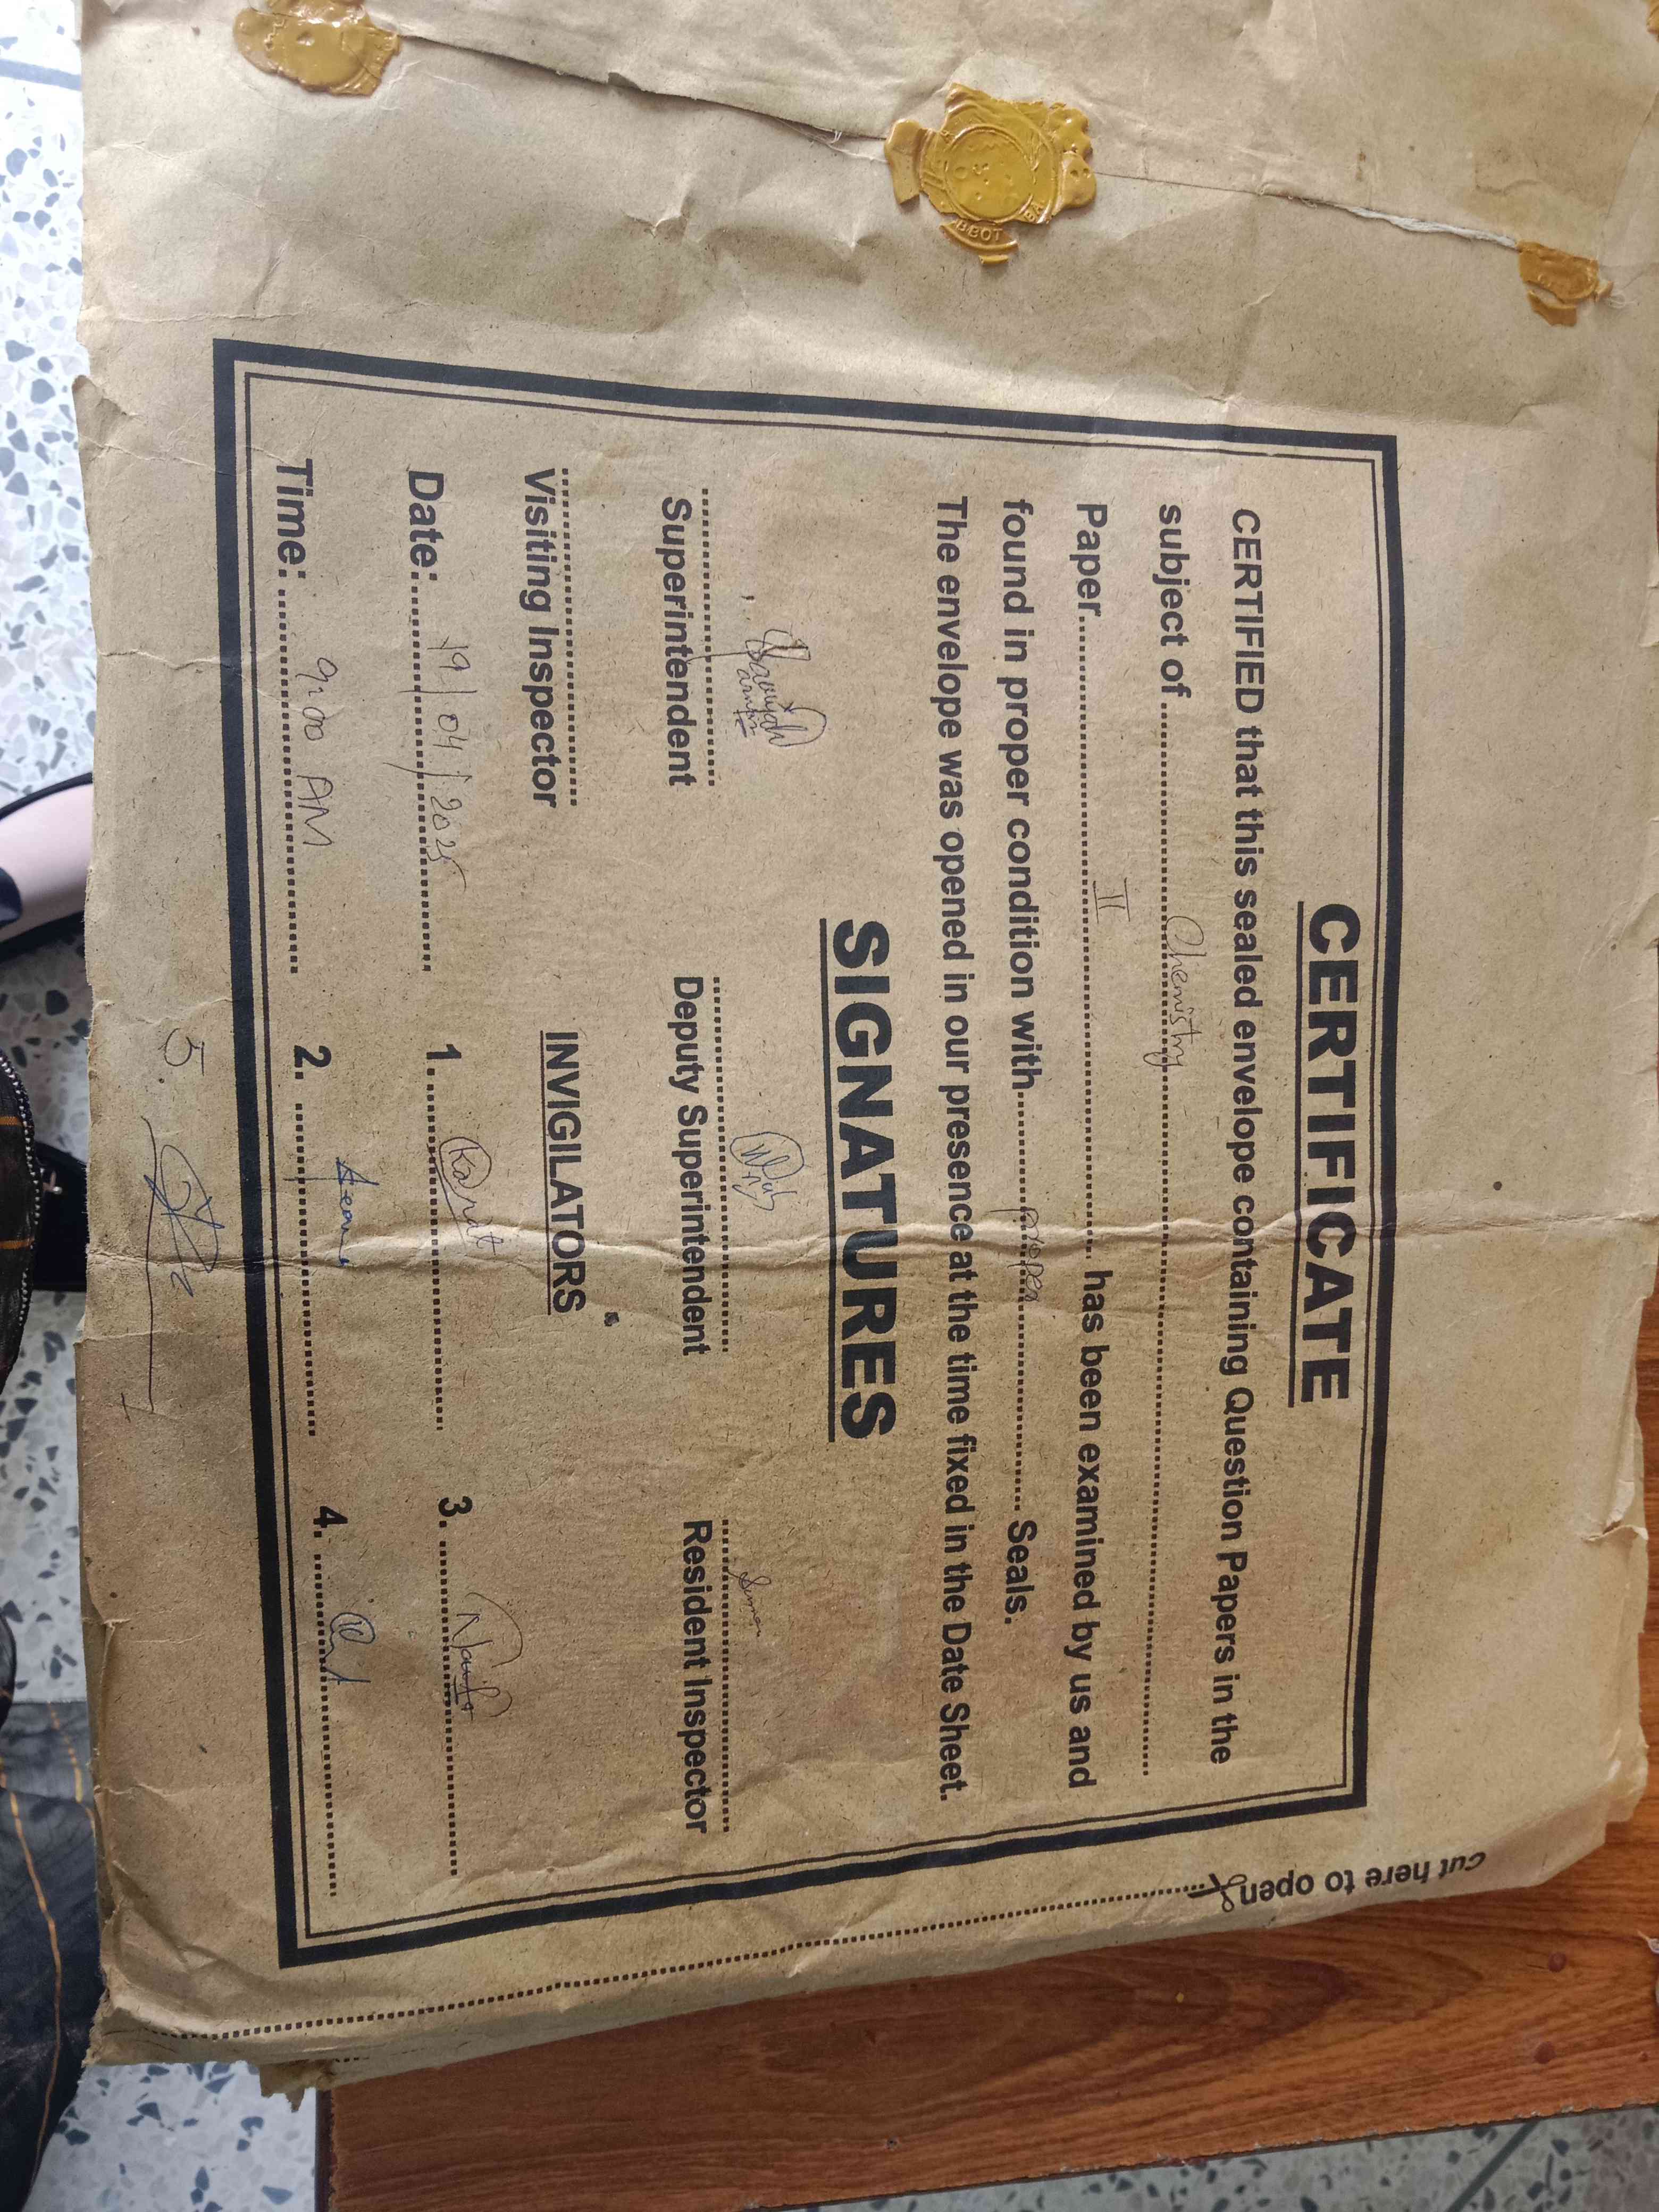 BBOT
CERTIFICATE
CERTIFIED that this sealed envelope containing Question Papers in the
subject of ........ Chemistry ........
Paper........ II ........ has been examined by us and
found in proper condition with........ proper ........ Seals.
The envelope was opened in our presence at the time fixed in the Date Sheet.
SIGNATURES
Superintendent Deputy Superintendent Resident Inspector
Visiting Inspector
INVIGILATORS
Date:........ 19/04/2025 ........ 1. ........ 3. ........
Time: ........ 9:00 AM ........ 2. ........ 4. ........
5.
cut here to open